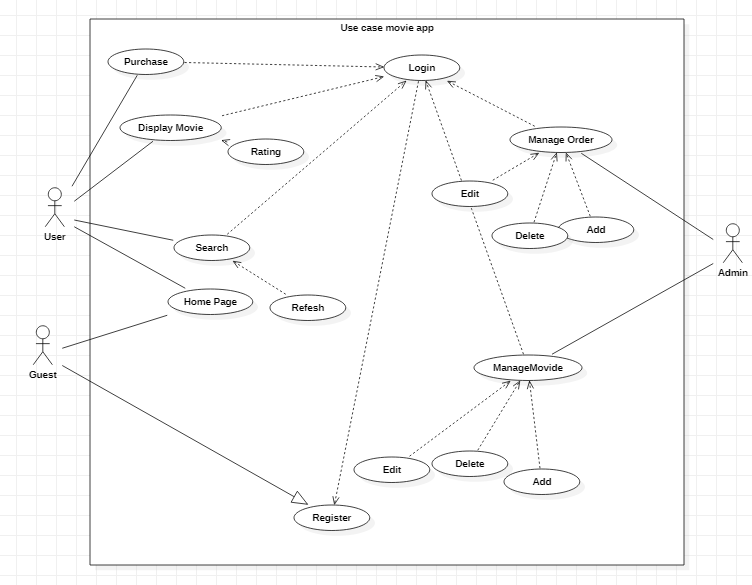 Use case movie app
Purchase
Login
Display Movie
Manage Order
Rating
Edit
User
Search
Delete
Add
Admin
Home Page
Refesh
Guest
ManageMovide
Edit
Delete
Add
Register